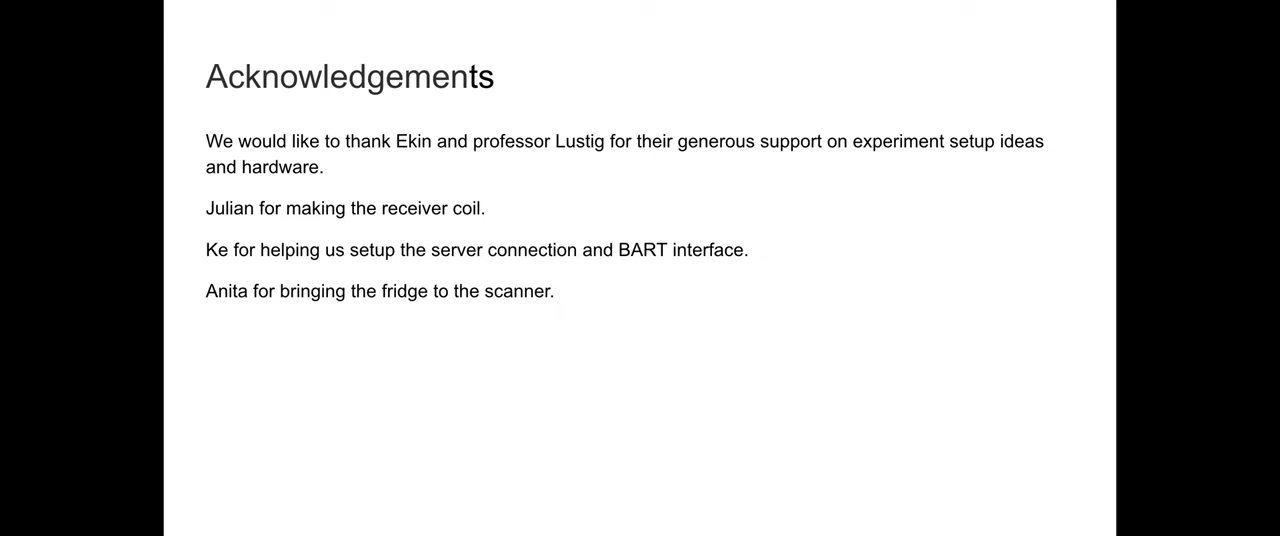 Acknowledgements
We would like to thank Ekin and professor Lustig for their generous support on experiment setup ideas
and hardware.
Julian for making the receiver coil.
Ke for helping us setup the server connection and BART interface.
Anita for bringing the fridge to the scanner.